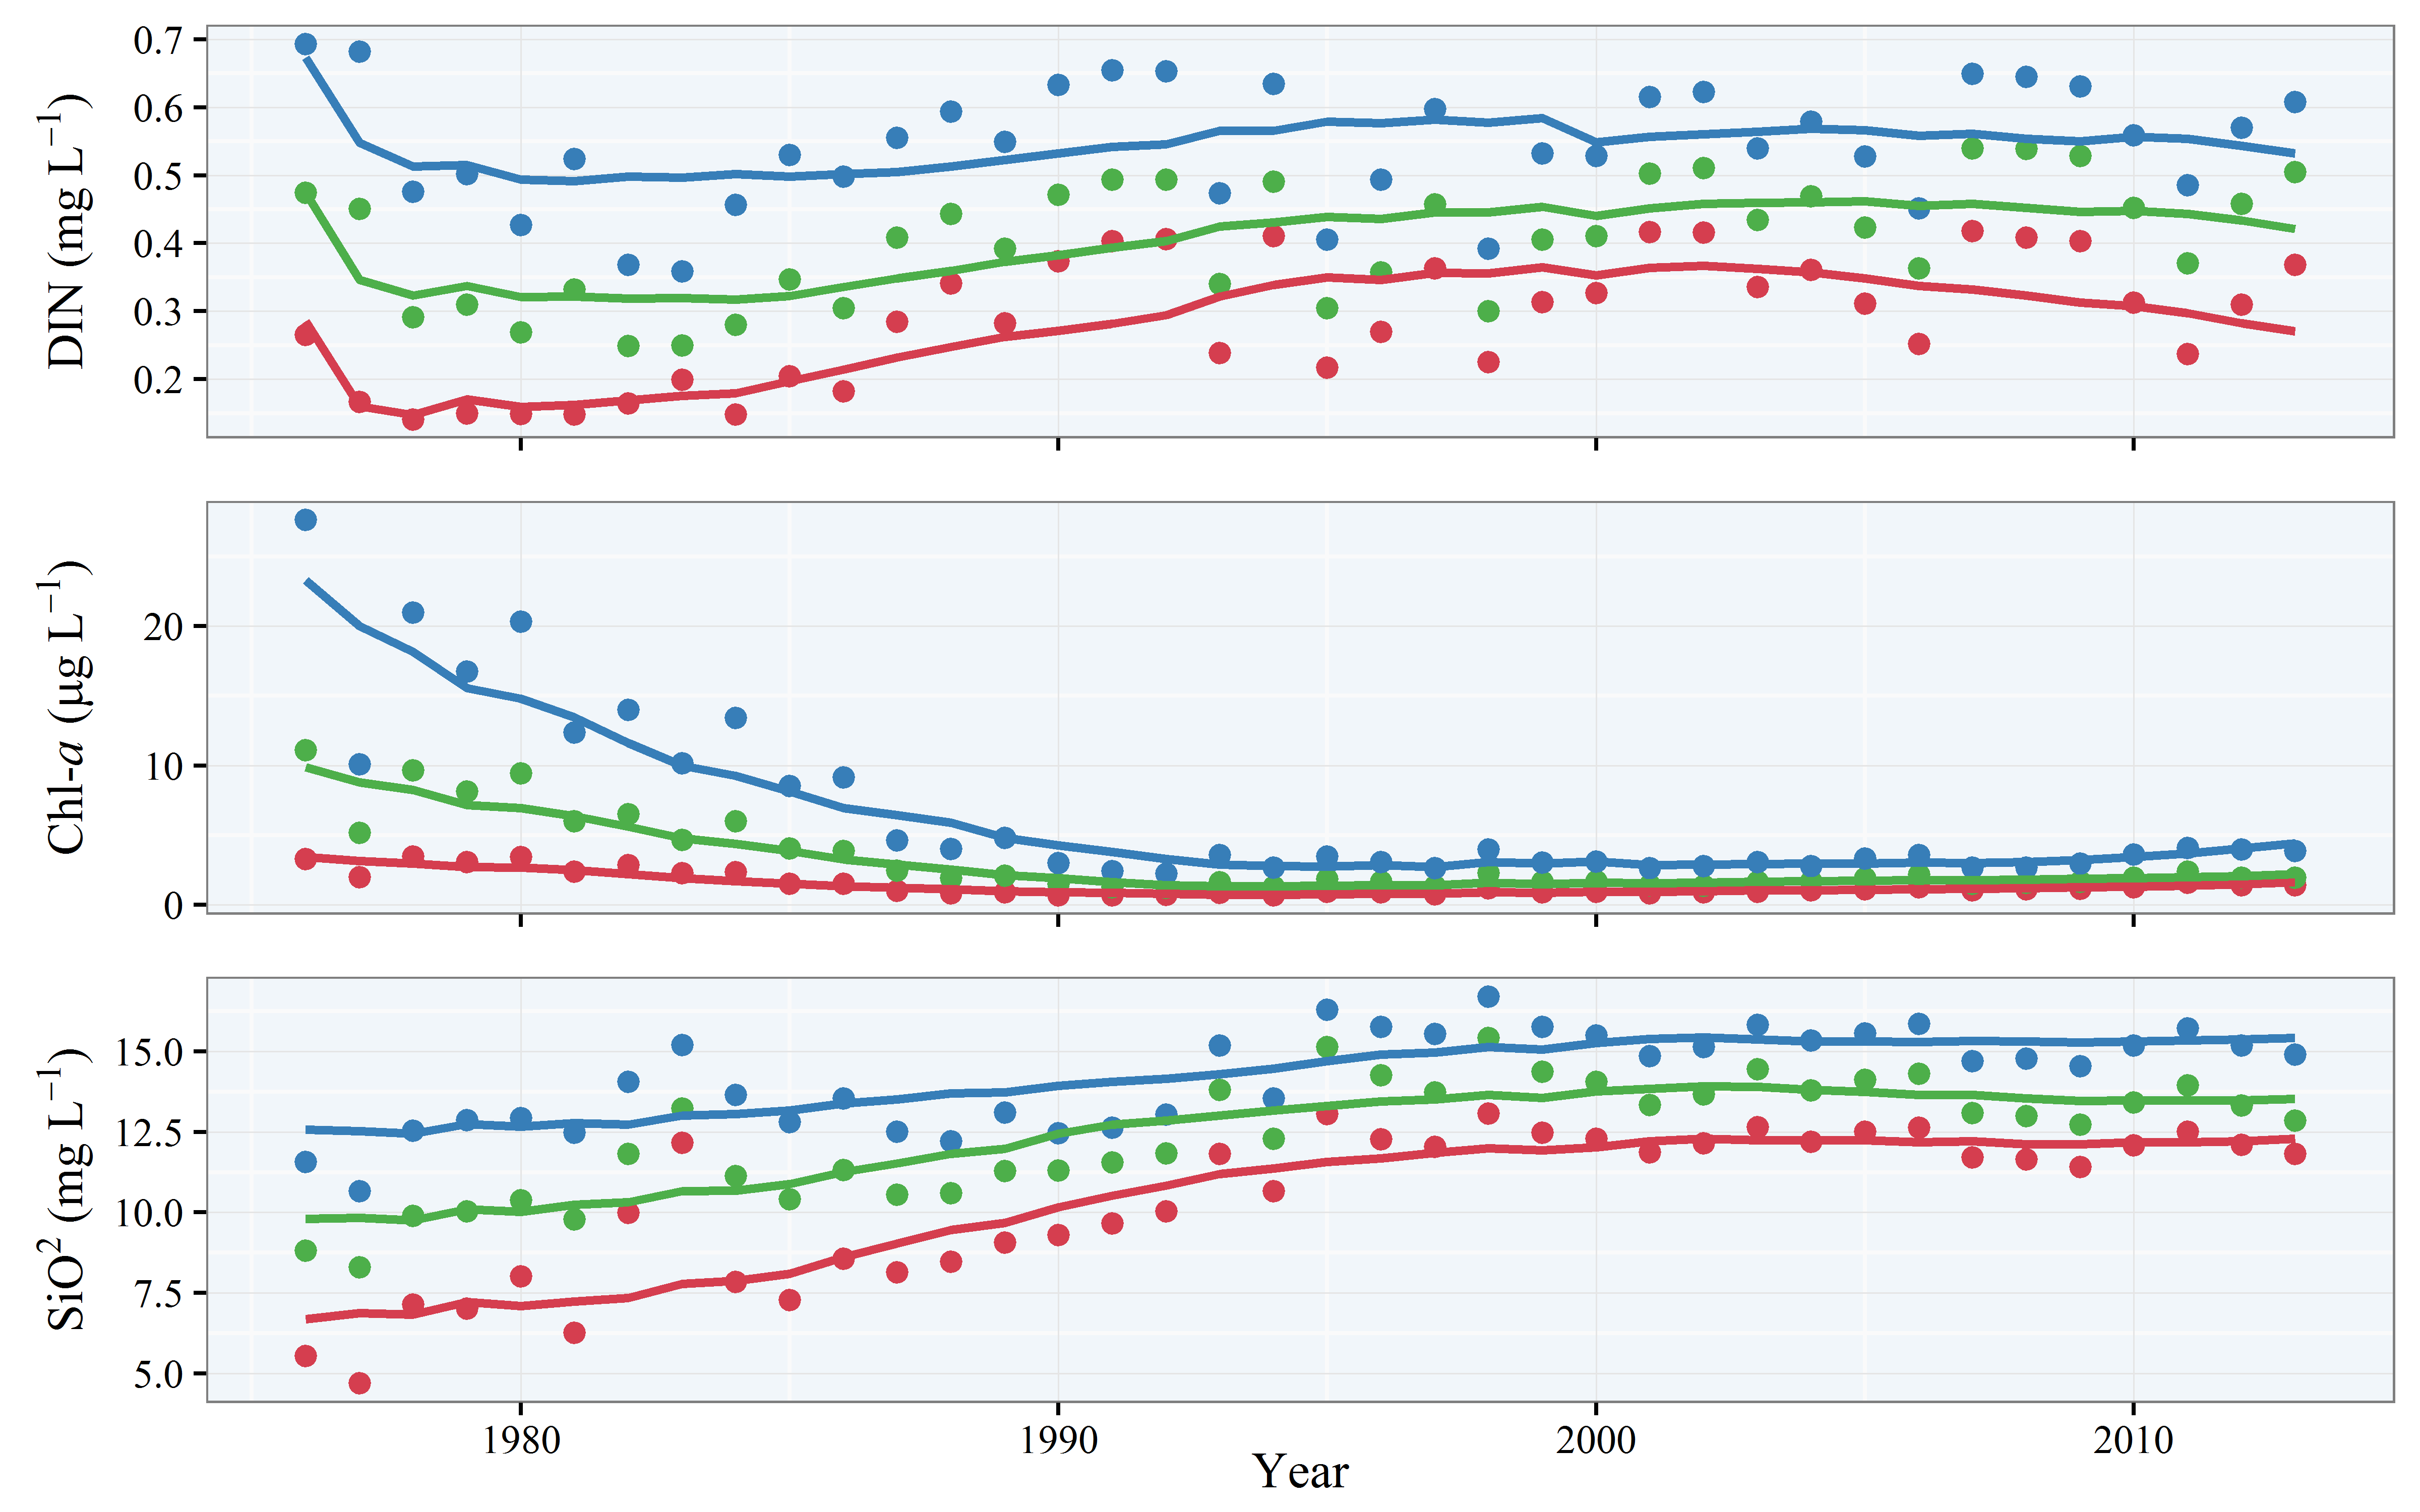 DIN (mg L⁻¹)
0.7
0.6
0.5
0.4
0.3
0.2
Chl-a (µg L⁻¹)
20
10
0
SiO² (mg L⁻¹)
15.0
12.5
10.0
7.5
5.0
1980 1990 2000 2010
Year